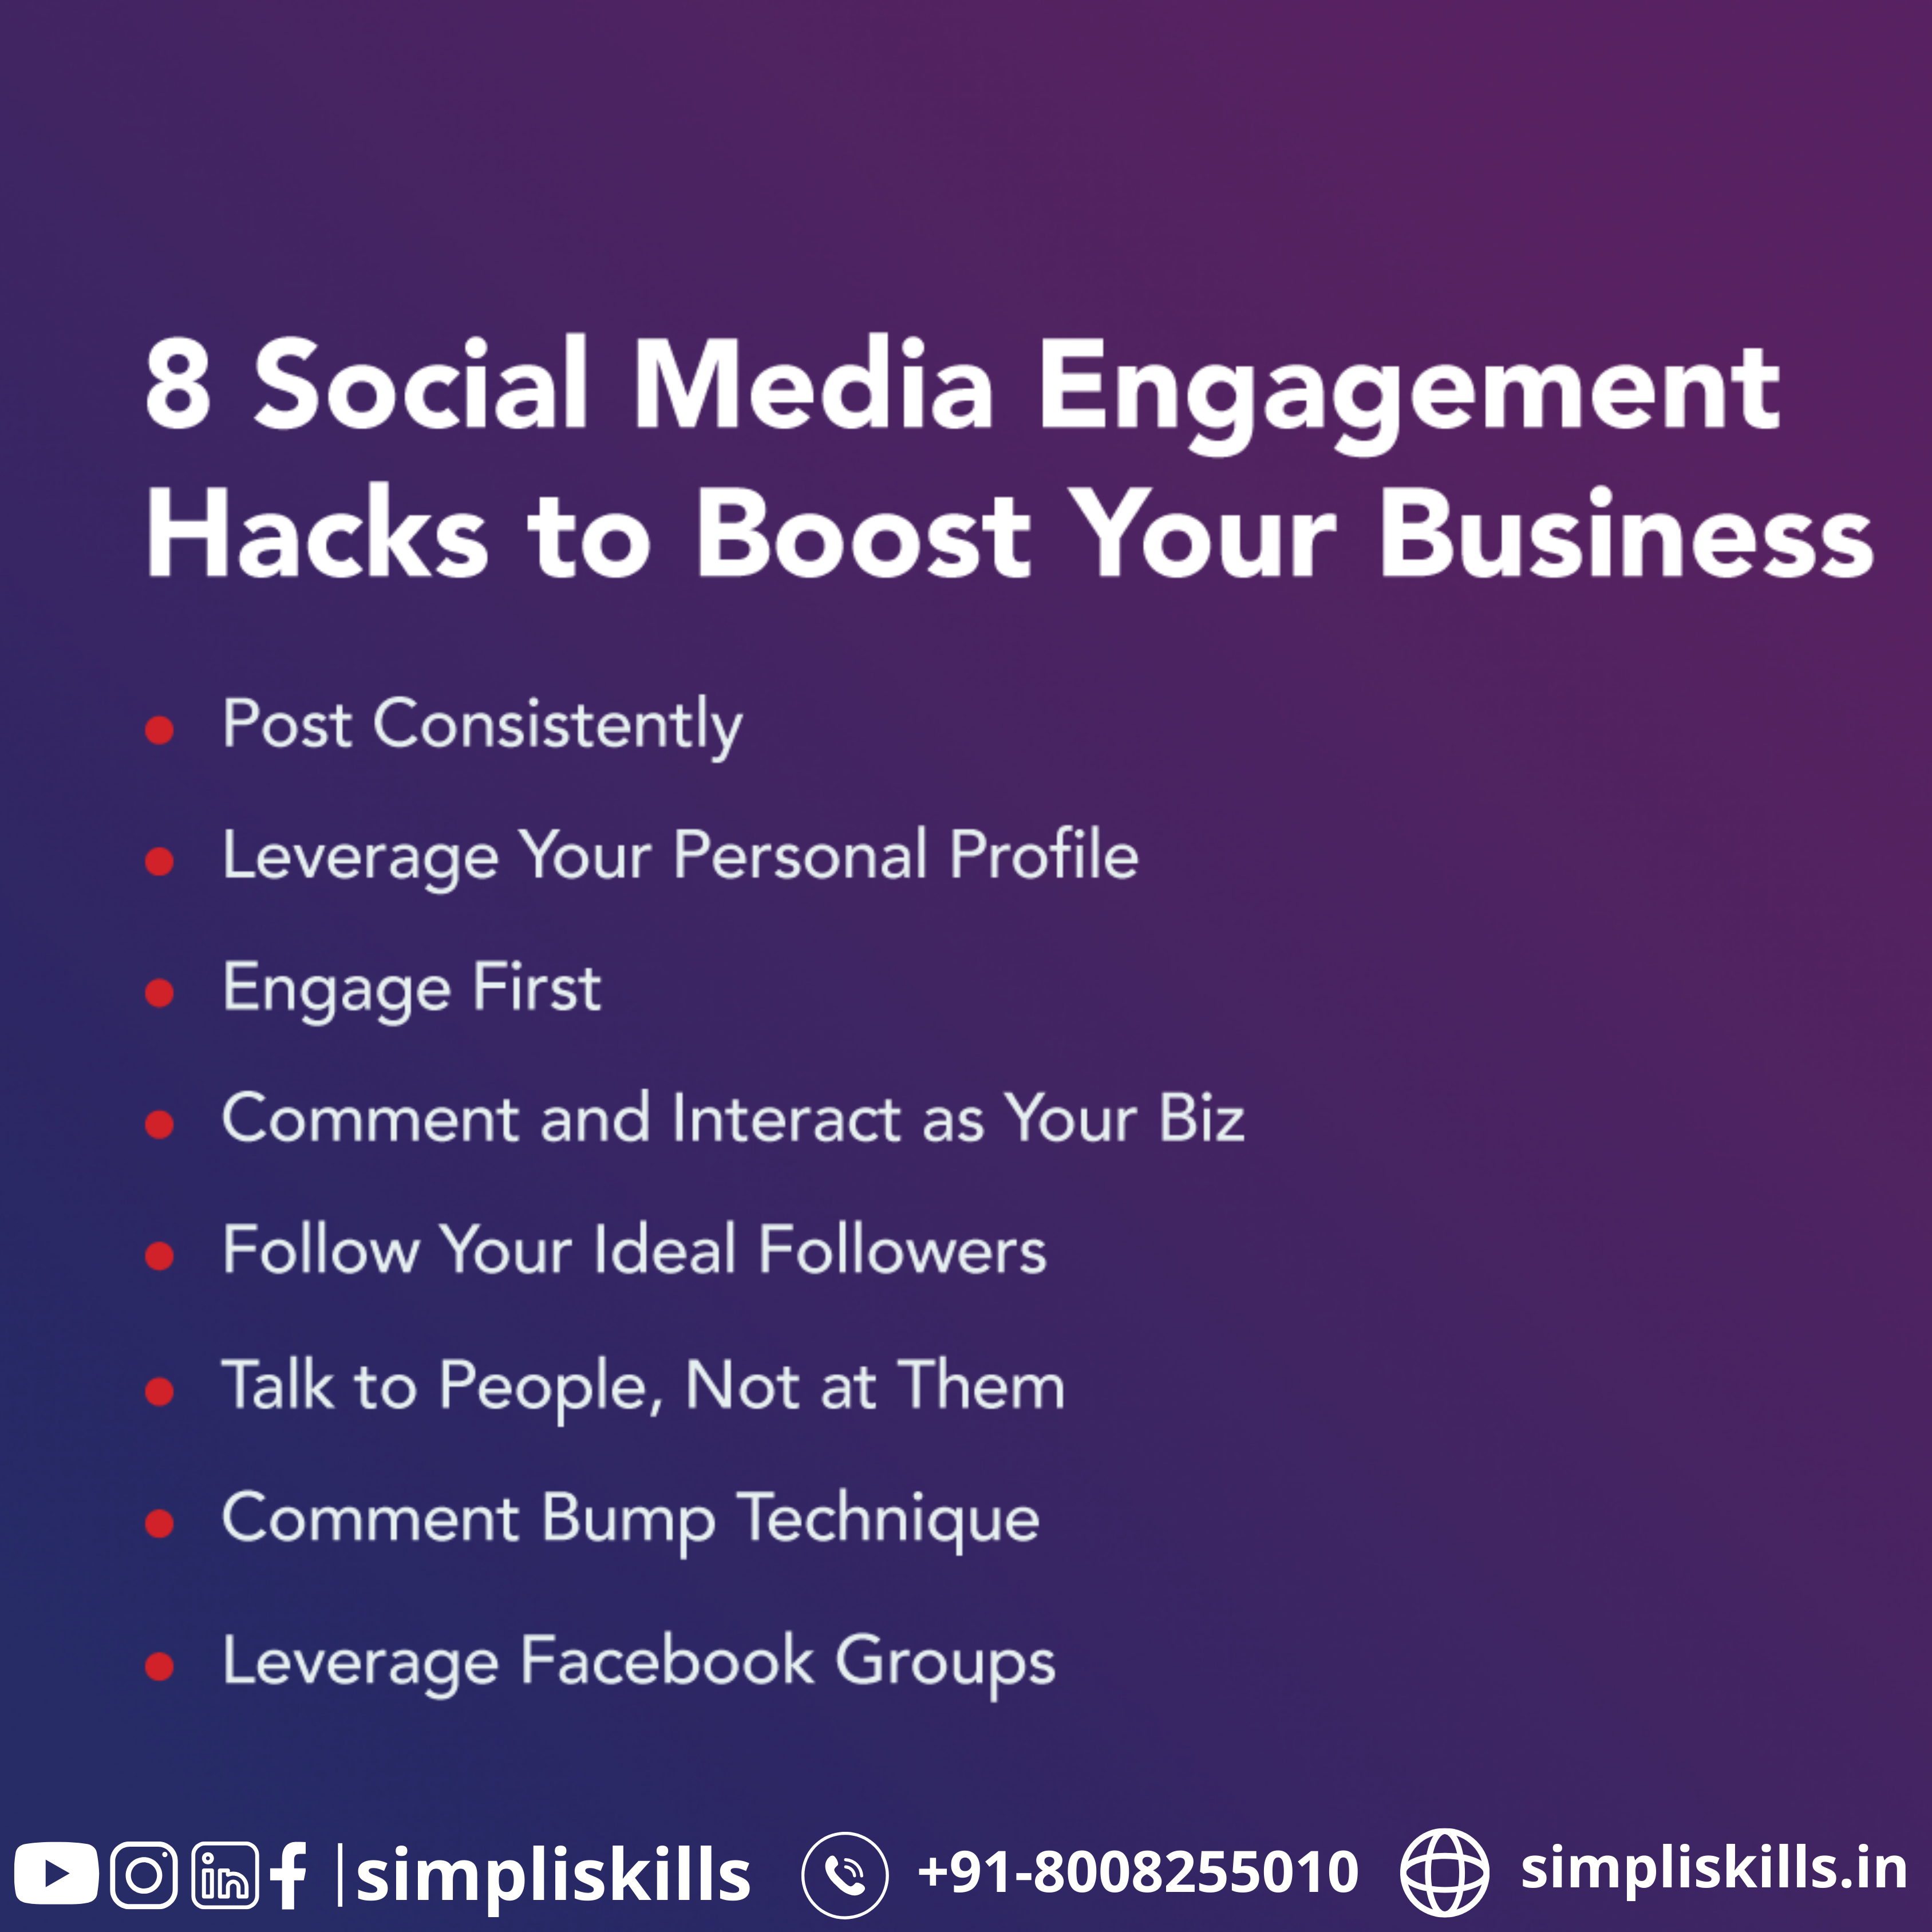 8 Social Media Engagement
Hacks to Boost Your Business
Post Consistently
Leverage Your Personal Profile
Engage First
Comment and Interact as Your Biz
Follow Your Ideal Followers
Talk to People, Not at Them
Comment Bump Technique
Leverage Facebook Groups
in f |simpliskills +91-8008255010 simpliskills.in